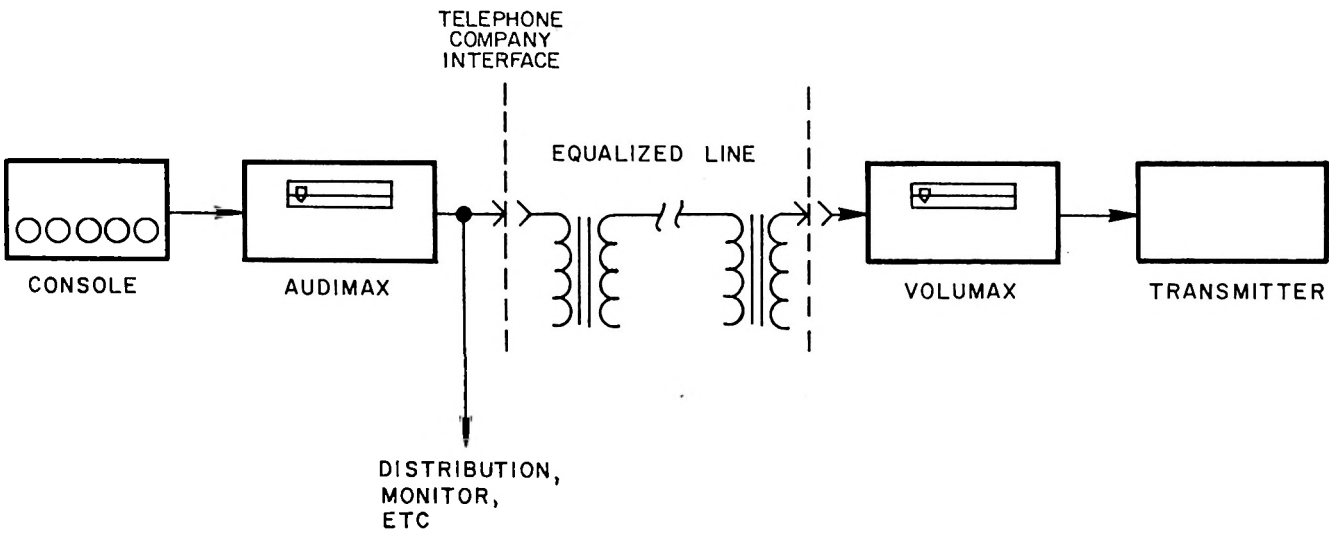 TELEPHONE
COMPANY
INTERFACE
EQUALIZED LINE
CONSOLE
AUDIMAX
VOLUMAX
TRANSMITTER
DISTRIBUTION,
MONITOR,
ETC